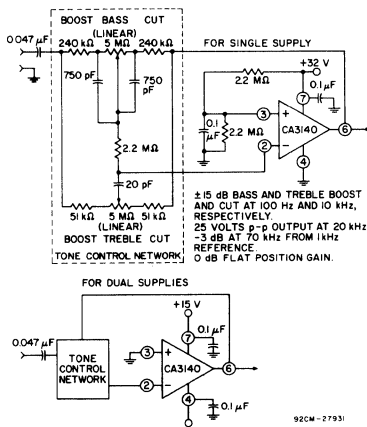 BOOST BASS CUT
(LINEAR)
0.047 μF
240 kΩ 5 MΩ 240 kΩ
FOR SINGLE SUPPLY
750 pF
750 pF
+32 V
2.2 MΩ
0.1 μF
7
3
+
CA3140
6
0.1 μF
2.2 MΩ
2
−
4
2.2 MΩ
20 pF
51 kΩ 5 MΩ 51 kΩ
(LINEAR)
BOOST TREBLE CUT
TONE CONTROL NETWORK
±15 dB BASS AND TREBLE BOOST
AND CUT AT 100 Hz AND 10 kHz,
RESPECTIVELY.
25 VOLTS p-p OUTPUT AT 20 kHz
-3 dB AT 70 kHz FROM 1kHz
REFERENCE.
0 dB FLAT POSITION GAIN.
FOR DUAL SUPPLIES
+15 V
0.1 μF
0.047 μF
7
3
+
TONE
CONTROL
NETWORK
CA3140
6
2
−
4
0.1 μF
92CM-27931